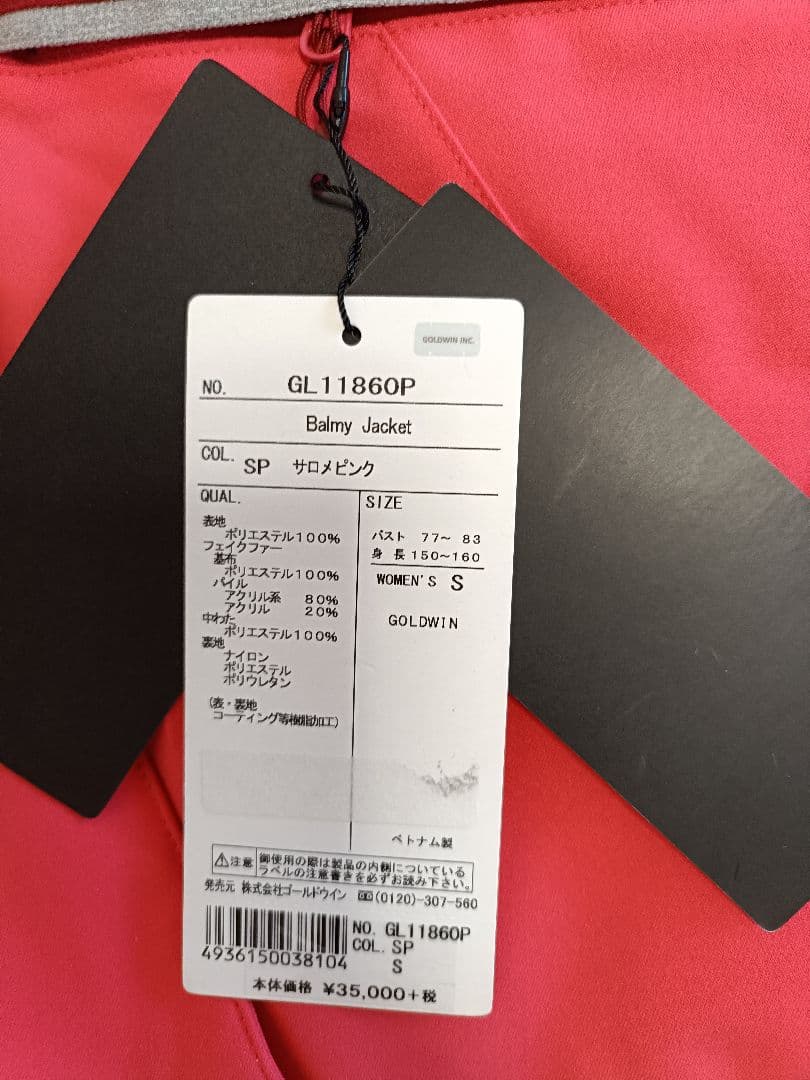 GOLDWIN INC.
NO. GL11860P
Balmy Jacket
COL. SP サロメピンク
QUAL.
表地
ポリエステル100%
フェイクファー
基布
ポリエステル100%
パイル
アクリル系 80%
アクリル 20%
中わた
ポリエステル100%
裏地
ナイロン
ポリエステル
ポリウレタン
(表・裏地
コーティング等樹脂加工)
SIZE
バスト 77~ 83
身 長 150~160
WOMEN'S S
GOLDWIN
ベトナム製
⚠注意 御使用の際は製品の内側についている
ラベルの注意書きを必ずお読み下さい。
発売元 株式会社ゴールドウイン (0120)-307-560
4936150038104
NO. GL11860P
COL. SP
S
本体価格 ¥35,000+税